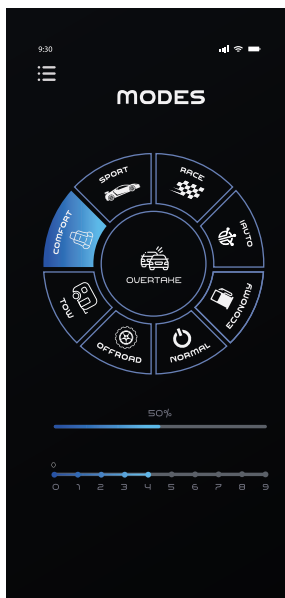 9:30
MODES
SPORT
RACE
COMFORT
iAUTO
OVERTAKE
TOW
ECONOMY
OFFROAD
NORMAL
50%
0
0 1 2 3 4 5 6 7 8 9